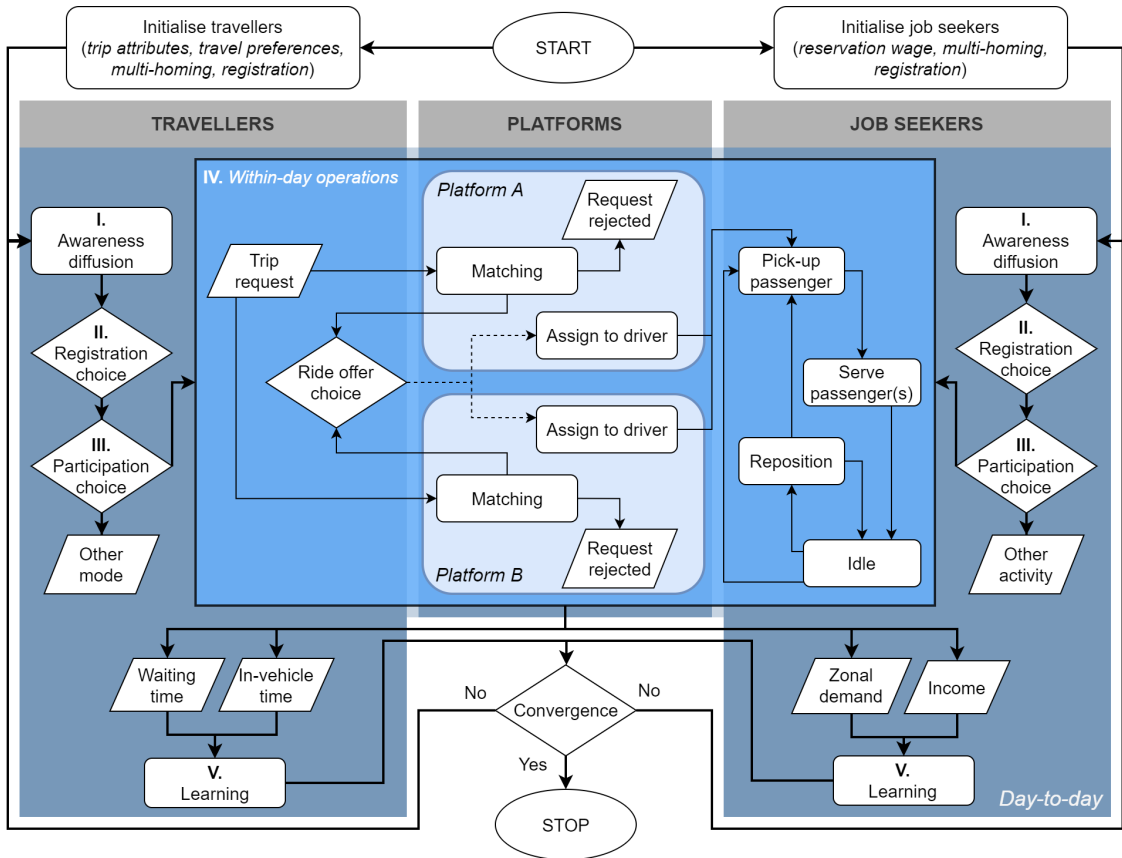 Initialise travellers
(trip attributes, travel preferences,
multi-homing, registration)
START
Initialise job seekers
(reservation wage, multi-homing,
registration)
TRAVELLERS
PLATFORMS
JOB SEEKERS
IV. Within-day operations
Platform A
Request
rejected
I.
Awareness
diffusion
Trip
request
Matching
Pick-up
passenger
I.
Awareness
diffusion
II.
Registration
choice
Ride offer
choice
Assign to driver
Serve
passenger(s)
II.
Registration
choice
Assign to driver
III.
Participation
choice
Reposition
III.
Participation
choice
Matching
Other
mode
Request
rejected
Platform B
Idle
Other
activity
Waiting
time
In-vehicle
time
No
Convergence
No
Zonal
demand
Income
Yes
V.
Learning
V.
Learning
STOP
Day-to-day